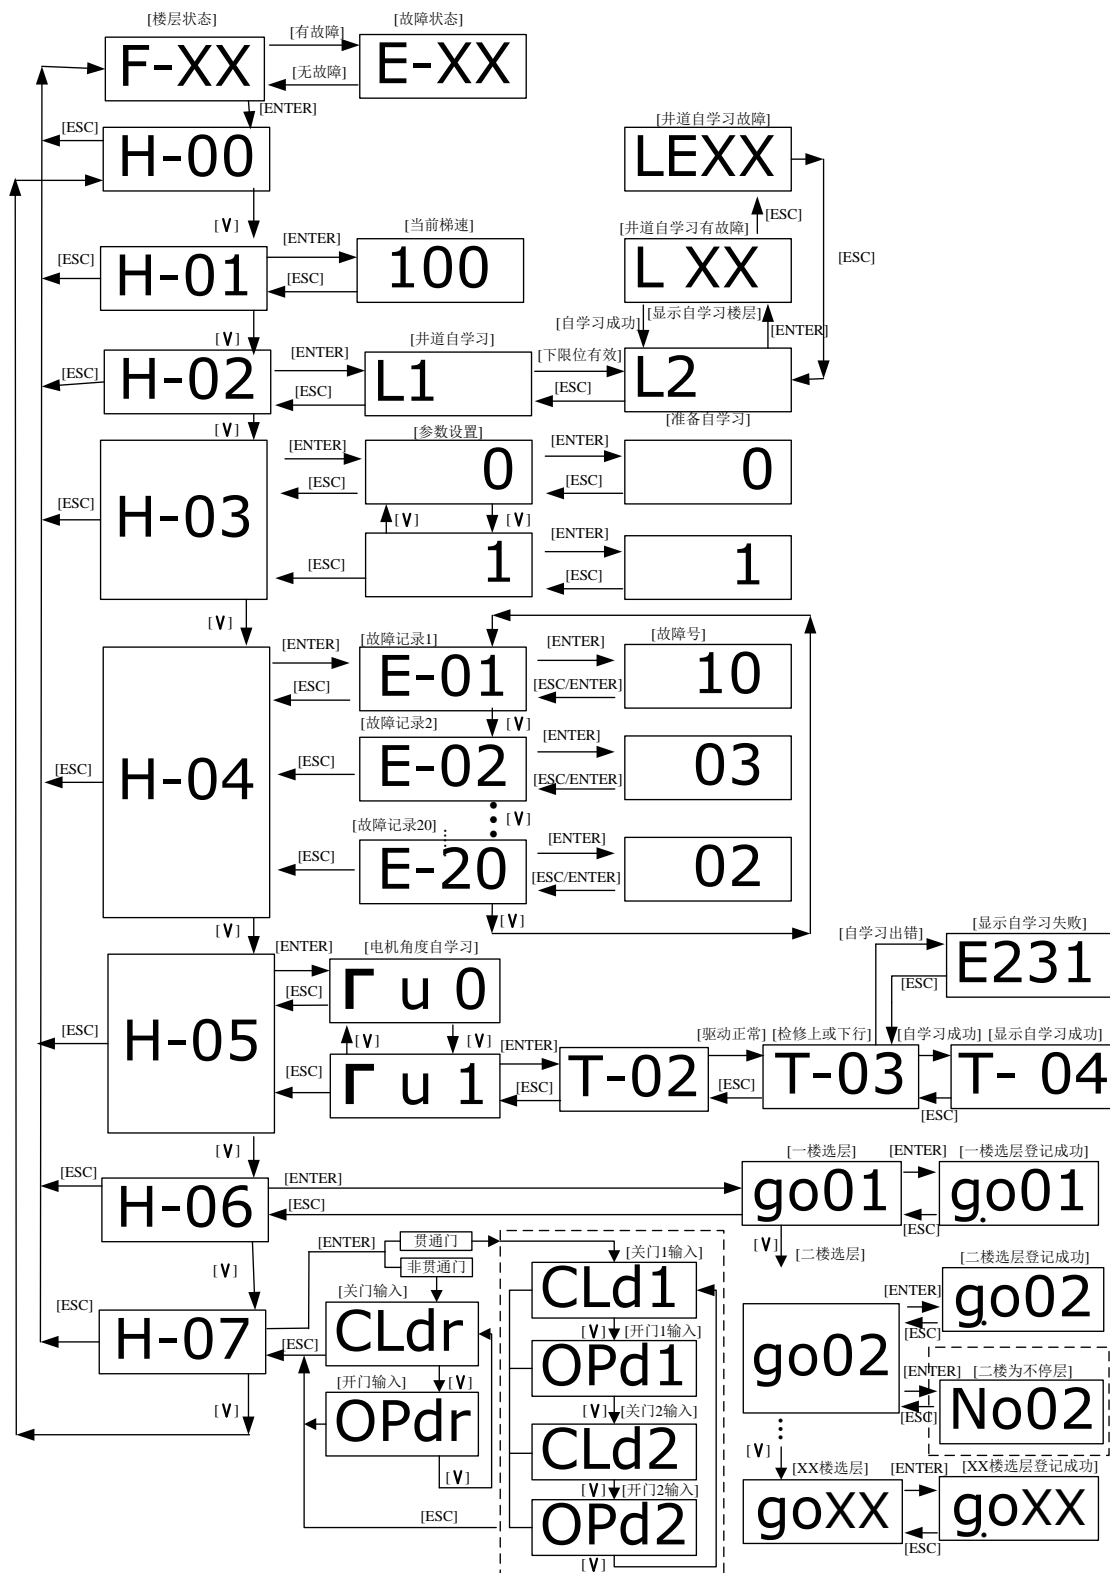 [楼层状态] [故障状态]
F-XX [有故障] E-XX
[无故障]
[ENTER]
[ESC] H-00
[井道自学习故障]
LEXX
[ESC]
[V] [当前梯速] [井道自学习有故障]
[ESC] H-01 [ENTER] 100 L XX [ESC]
[ESC]
[V] [自学习成功] [显示自学习楼层]
[井道自学习] [ENTER]
[ESC] H-02 [ENTER] L1 [下限位有效] L2
[ESC] [ESC]
[V] [参数设置] [准备自学习]
[ENTER] 0 [ENTER] 0
[ESC] [ESC]
[ESC] H-03 [V] [V]
[ESC] 1 [ENTER] 1
[ESC]
[V]
[故障记录1] [故障号]
[ENTER] E-01 [ENTER] 10
[ESC] [ESC/ENTER]
[故障记录2] [V]
[ESC] H-04 [ESC] E-02 [ENTER] 03
[ESC/ENTER]
[故障记录20] [V]
[ESC] E-20 [ENTER] 02
[ESC/ENTER]
[V] [V]
[自学习出错] [显示自学习失败]
E231
[ESC]
[ENTER] [电机角度自学习]
Γ u 0
[ESC]
[ESC] H-05 [V] [V]
[驱动正常] [检修上或下行] [自学习成功] [显示自学习成功]
[ESC] Γ u 1 [ENTER] T-02 T-03 T- 04
[ESC] [ESC] [ESC]
[V]
[一楼选层] [ENTER] [一楼选层登记成功]
[ESC] H-06 [ENTER] go01 g.o01
[ESC] [ESC]
[V] [二楼选层]
[V] [ENTER] 贯通门 [关门1输入] [二楼选层登记成功]
非贯通门 CLd1 [ENTER] g.o02
[ESC] [关门输入] [ESC]
H-07 [ESC] CLdr [V] [开门1输入] go02
OPd1 [ENTER] [二楼为不停层]
[V] [开门输入] [V] [ESC] No02
OPdr [V] [关门2输入]
CLd2
[V] [V] [XX楼选层] [ENTER] [XX楼选层登记成功]
[V] [开门2输入]
[ESC] OPd2 goXX g.oXX
[V] [ESC]